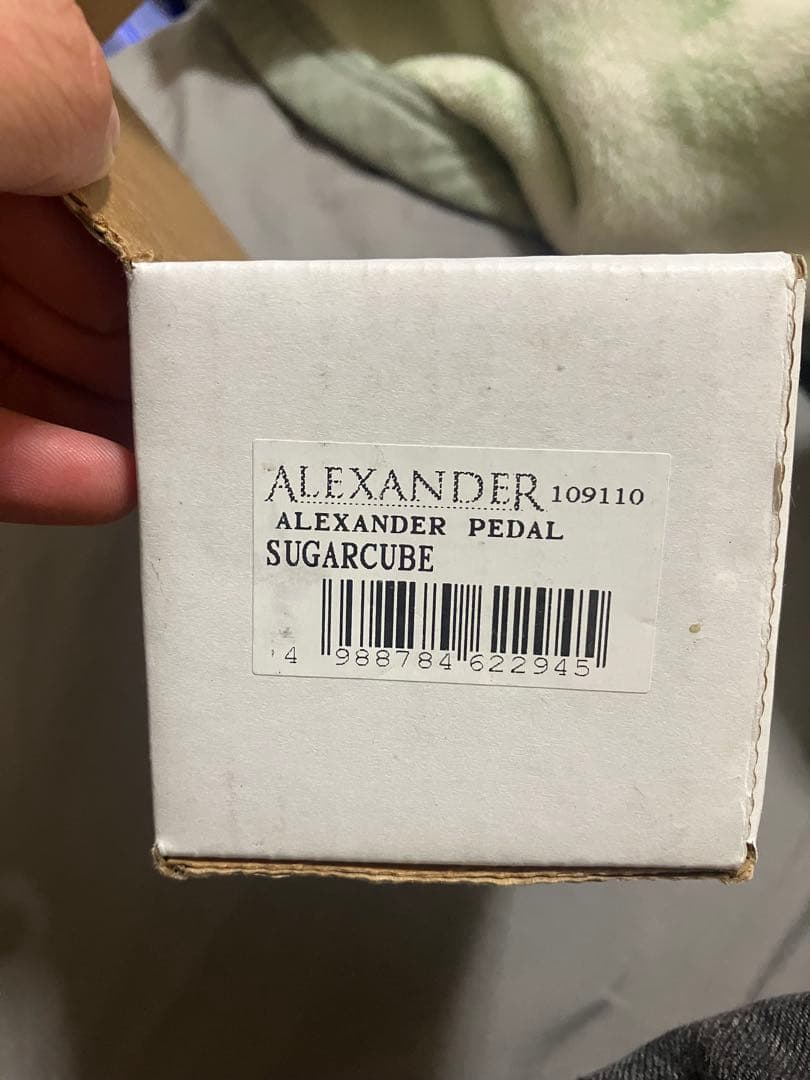 ALEXANDER 109110
ALEXANDER PEDAL
SUGARCUBE
4 988784 622945